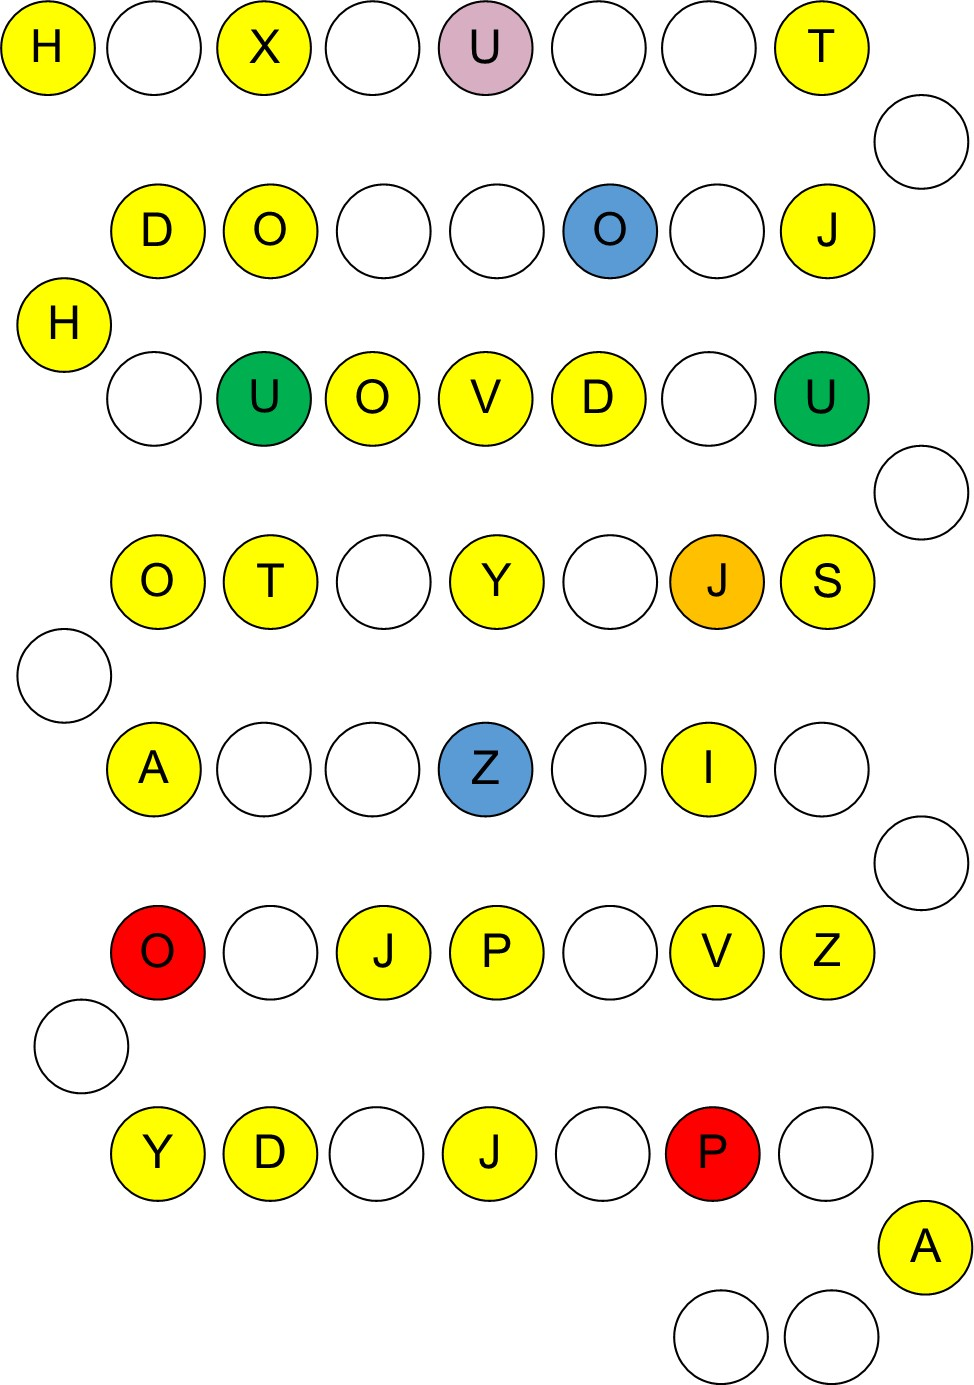 H X U T
D O O J
H
U O V D U
O T Y J S
A Z I
O J P V Z
Y D J P
A